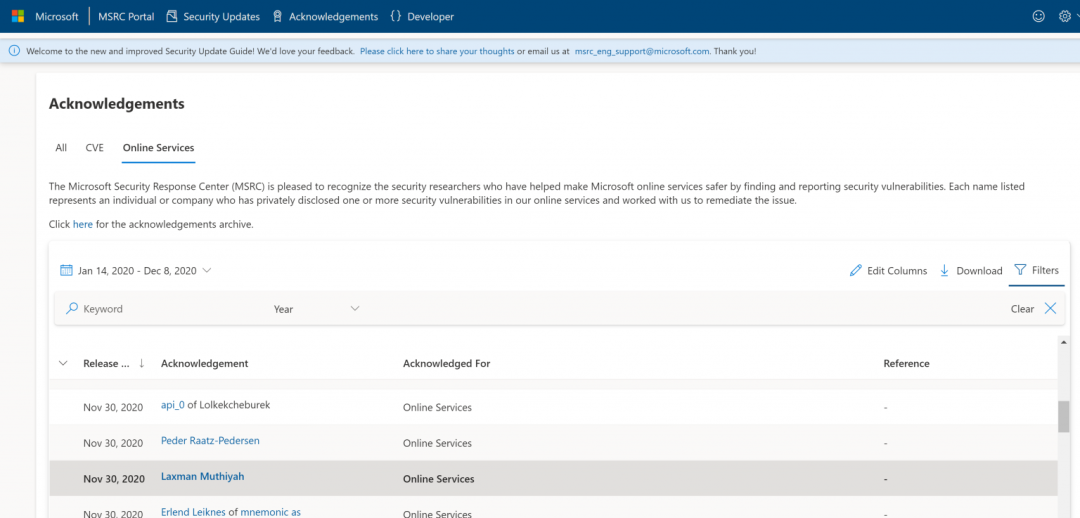 Microsoft MSRC Portal Security Updates Acknowledgements {} Developer
Welcome to the new and improved Security Update Guide! We'd love your feedback. Please click here to share your thoughts or email us at msrc_eng_support@microsoft.com. Thank you!
Acknowledgements
All CVE Online Services
The Microsoft Security Response Center (MSRC) is pleased to recognize the security researchers who have helped make Microsoft online services safer by finding and reporting security vulnerabilities. Each name listed
represents an individual or company who has privately disclosed one or more security vulnerabilities in our online services and worked with us to remediate the issue.
Click here for the acknowledgements archive.
Jan 14, 2020 - Dec 8, 2020 Edit Columns Download Filters
Keyword Year Clear
Release ... ↓ Acknowledgement Acknowledged For Reference
Nov 30, 2020 api_0 of Lolkekcheburek Online Services -
Nov 30, 2020 Peder Raatz-Pedersen Online Services -
Nov 30, 2020 Laxman Muthiyah Online Services -
Nov 30, 2020 Erlend Leiknes of mnemonic as Online Services -